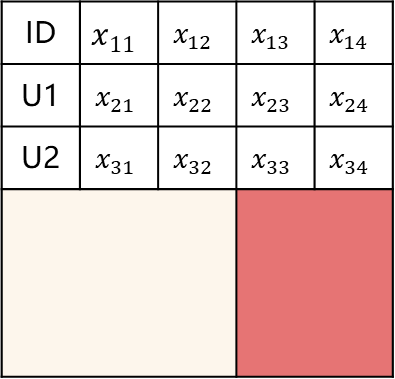 ID x₁₁ x₁₂ x₁₃ x₁₄
U1 x₂₁ x₂₂ x₂₃ x₂₄
U2 x₃₁ x₃₂ x₃₃ x₃₄